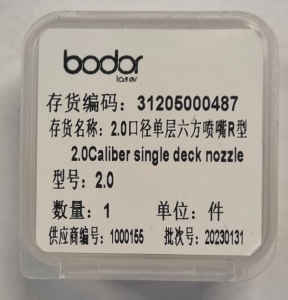 bodor
laser
存货编码：31205000487
存货名称：2.0口径单层六方喷嘴R型
2.0Caliber single deck nozzle
型号：2.0
数量：1 单位：件
供应商编号：1000155 批次号：20230131